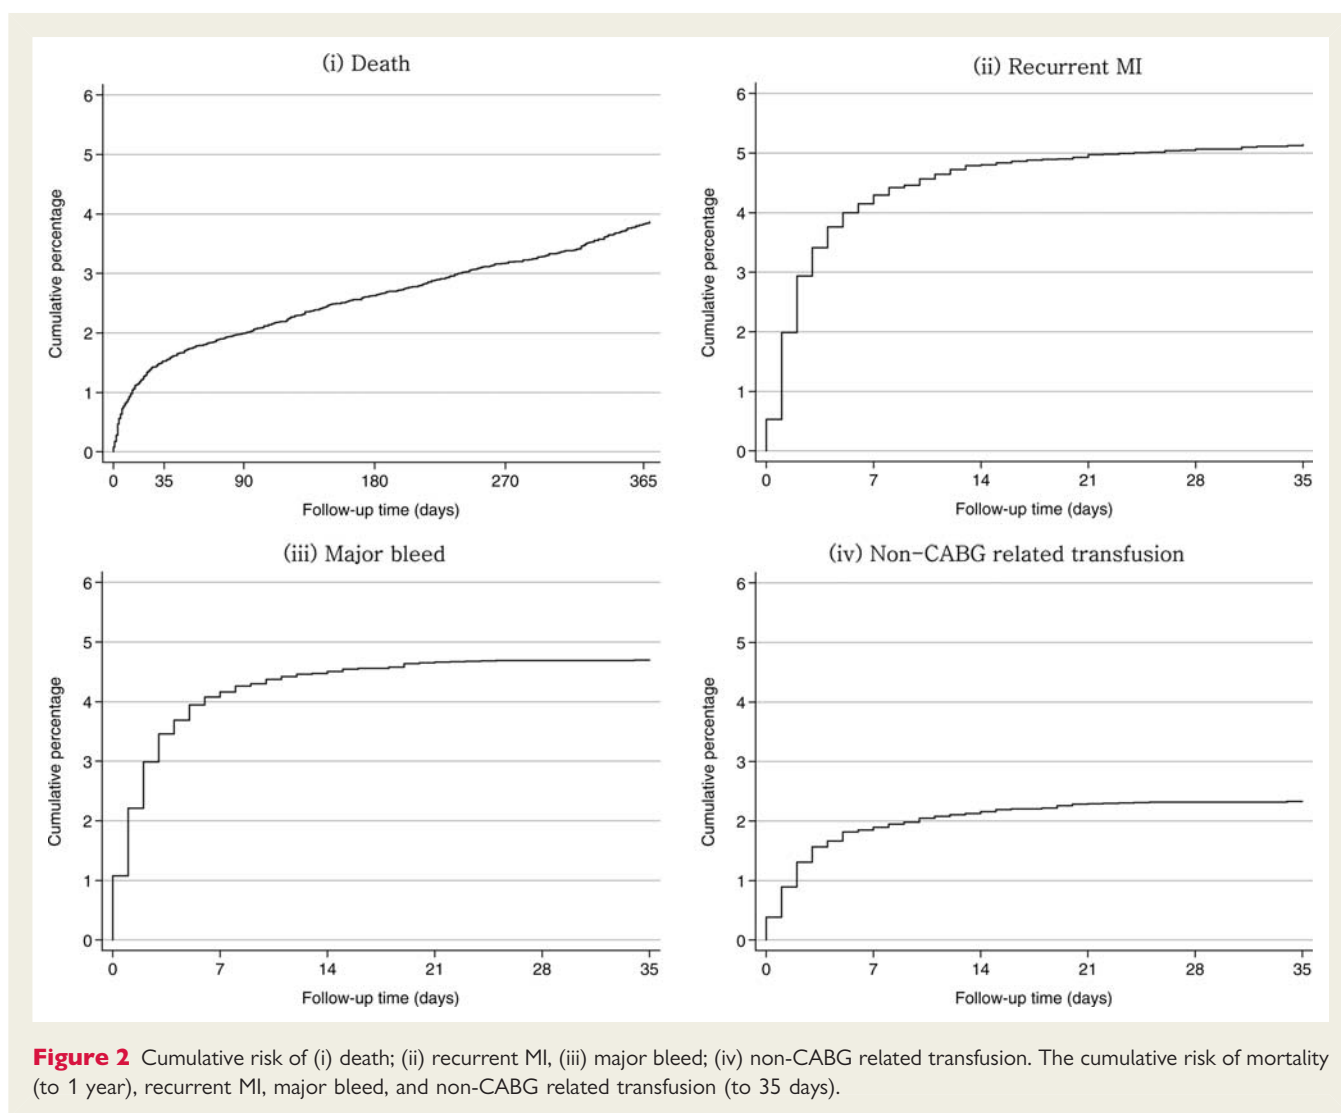 (i) Death
6
5
4
3
2
1
0
Cumulative percentage
0 35 90 180 270 365
Follow-up time (days)
(ii) Recurrent MI
6
5
4
3
2
1
0
Cumulative percentage
0 7 14 21 28 35
Follow-up time (days)
(iii) Major bleed
6
5
4
3
2
1
0
Cumulative percentage
0 7 14 21 28 35
Follow-up time (days)
(iv) Non-CABG related transfusion
6
5
4
3
2
1
0
Cumulative percentage
0 7 14 21 28 35
Follow-up time (days)
Figure 2 Cumulative risk of (i) death; (ii) recurrent MI, (iii) major bleed; (iv) non-CABG related transfusion. The cumulative risk of mortality
(to 1 year), recurrent MI, major bleed, and non-CABG related transfusion (to 35 days).